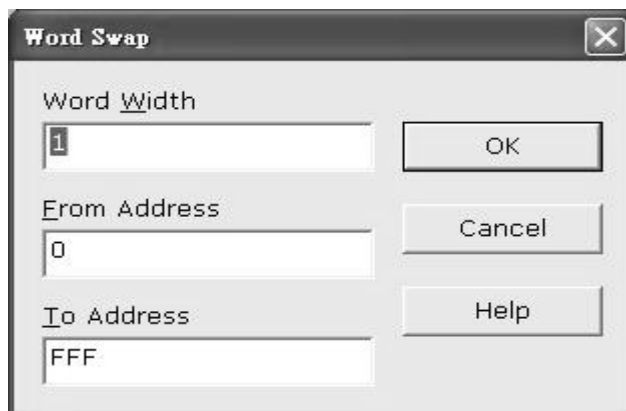 Word Swap
Word Width
1
OK
From Address
0
Cancel
To Address
FFF
Help